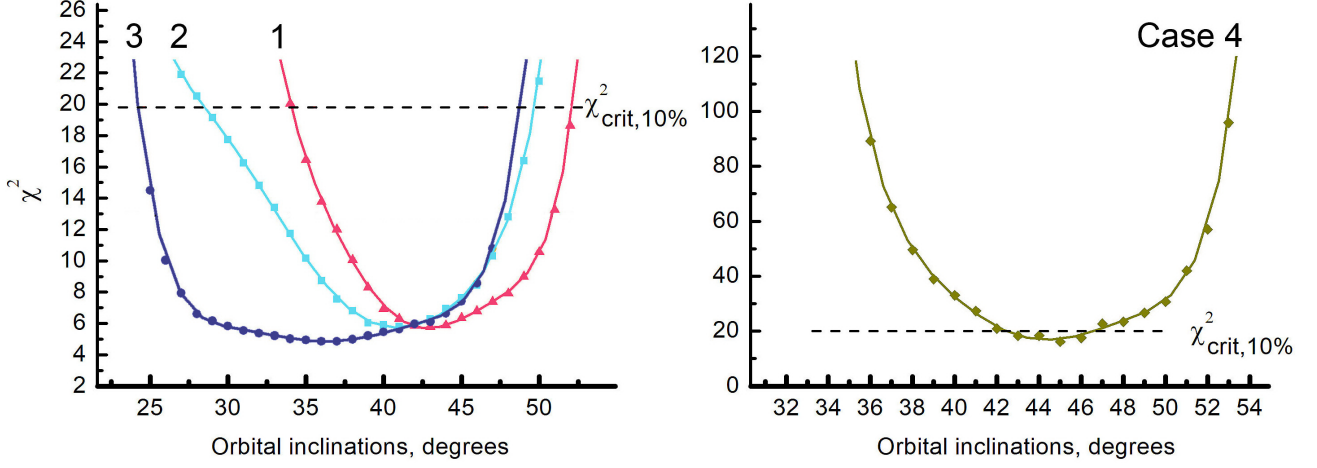 26
24
22
20
18
16
14
12
10
8
6
4
2
χ²
3 2 1
χ²crit,10%
25 30 35 40 45 50
Orbital inclinations, degrees
Case 4
120
100
80
60
40
20
0
χ²crit,10%
32 34 36 38 40 42 44 46 48 50 52 54
Orbital inclinations, degrees